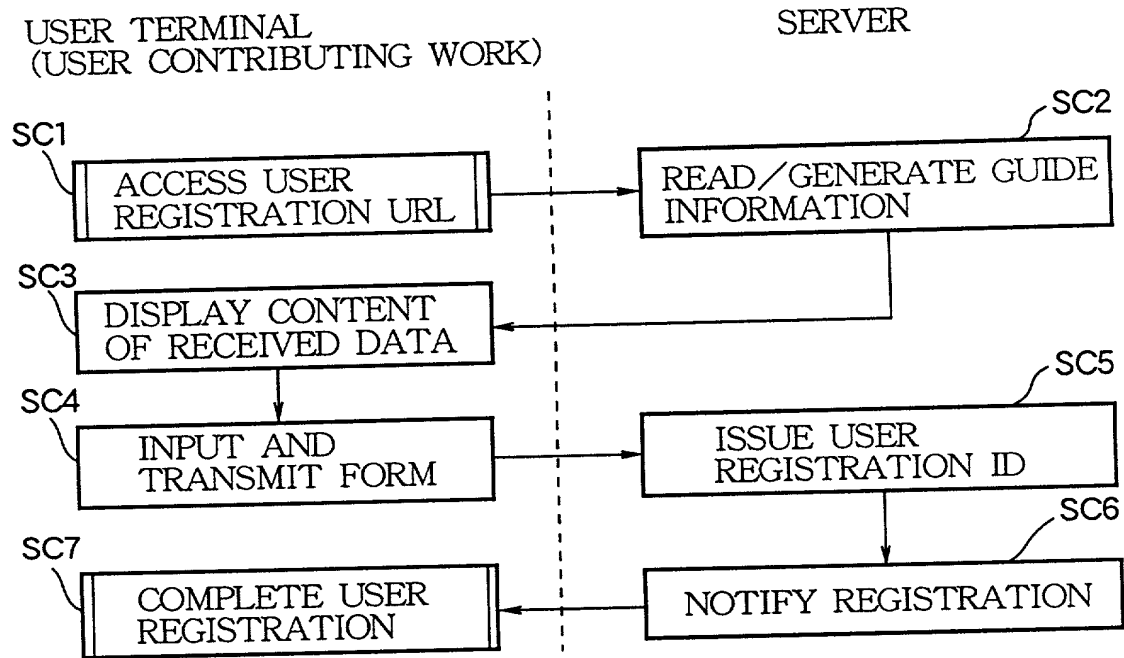 USER TERMINAL
(USER CONTRIBUTING WORK)
SERVER
SC1
ACCESS USER
REGISTRATION URL
SC2
READ/GENERATE GUIDE
INFORMATION
SC3
DISPLAY CONTENT
OF RECEIVED DATA
SC4
INPUT AND
TRANSMIT FORM
SC5
ISSUE USER
REGISTRATION ID
SC6
NOTIFY REGISTRATION
SC7
COMPLETE USER
REGISTRATION